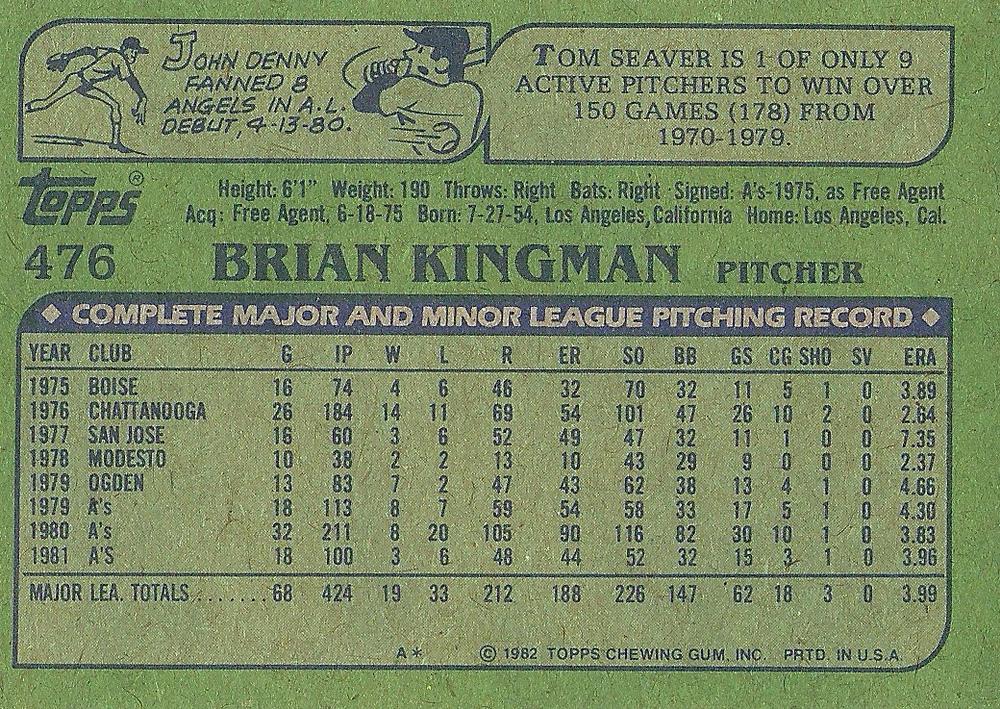 JOHN DENNY
FANNED 8
ANGELS IN A.L.
DEBUT, 4-13-80.
TOM SEAVER IS 1 OF ONLY 9
ACTIVE PITCHERS TO WIN OVER
150 GAMES (178) FROM
1970-1979.
TOPPS®
Height: 6'1" Weight: 190 Throws: Right Bats: Right Signed: A's-1975, as Free Agent
Acq: Free Agent, 6-18-75 Born: 7-27-54, Los Angeles, California Home: Los Angeles, Cal.
476 BRIAN KINGMAN PITCHER
◆ COMPLETE MAJOR AND MINOR LEAGUE PITCHING RECORD ◆
YEAR CLUB G IP W L R ER SO BB GS CG SHO SV ERA
1975 BOISE 16 74 4 6 46 32 70 32 11 5 1 0 3.89
1976 CHATTANOOGA 26 184 14 11 69 54 101 47 26 10 2 0 2.64
1977 SAN JOSE 16 60 3 6 52 49 47 32 11 1 0 0 7.35
1978 MODESTO 10 38 2 2 13 10 43 29 9 0 0 0 2.37
1979 OGDEN 13 83 7 2 47 43 62 38 13 4 1 0 4.66
1979 A's 18 113 8 7 59 54 58 33 17 5 1 0 4.30
1980 A's 32 211 8 20 105 90 116 82 30 10 1 0 3.83
1981 A'S 18 100 3 6 48 44 52 32 15 3 1 0 3.96
MAJOR LEA. TOTALS.......68 424 19 33 212 188 226 147 62 18 3 0 3.99
A* © 1982 TOPPS CHEWING GUM, INC. PRTD. IN U.S.A.